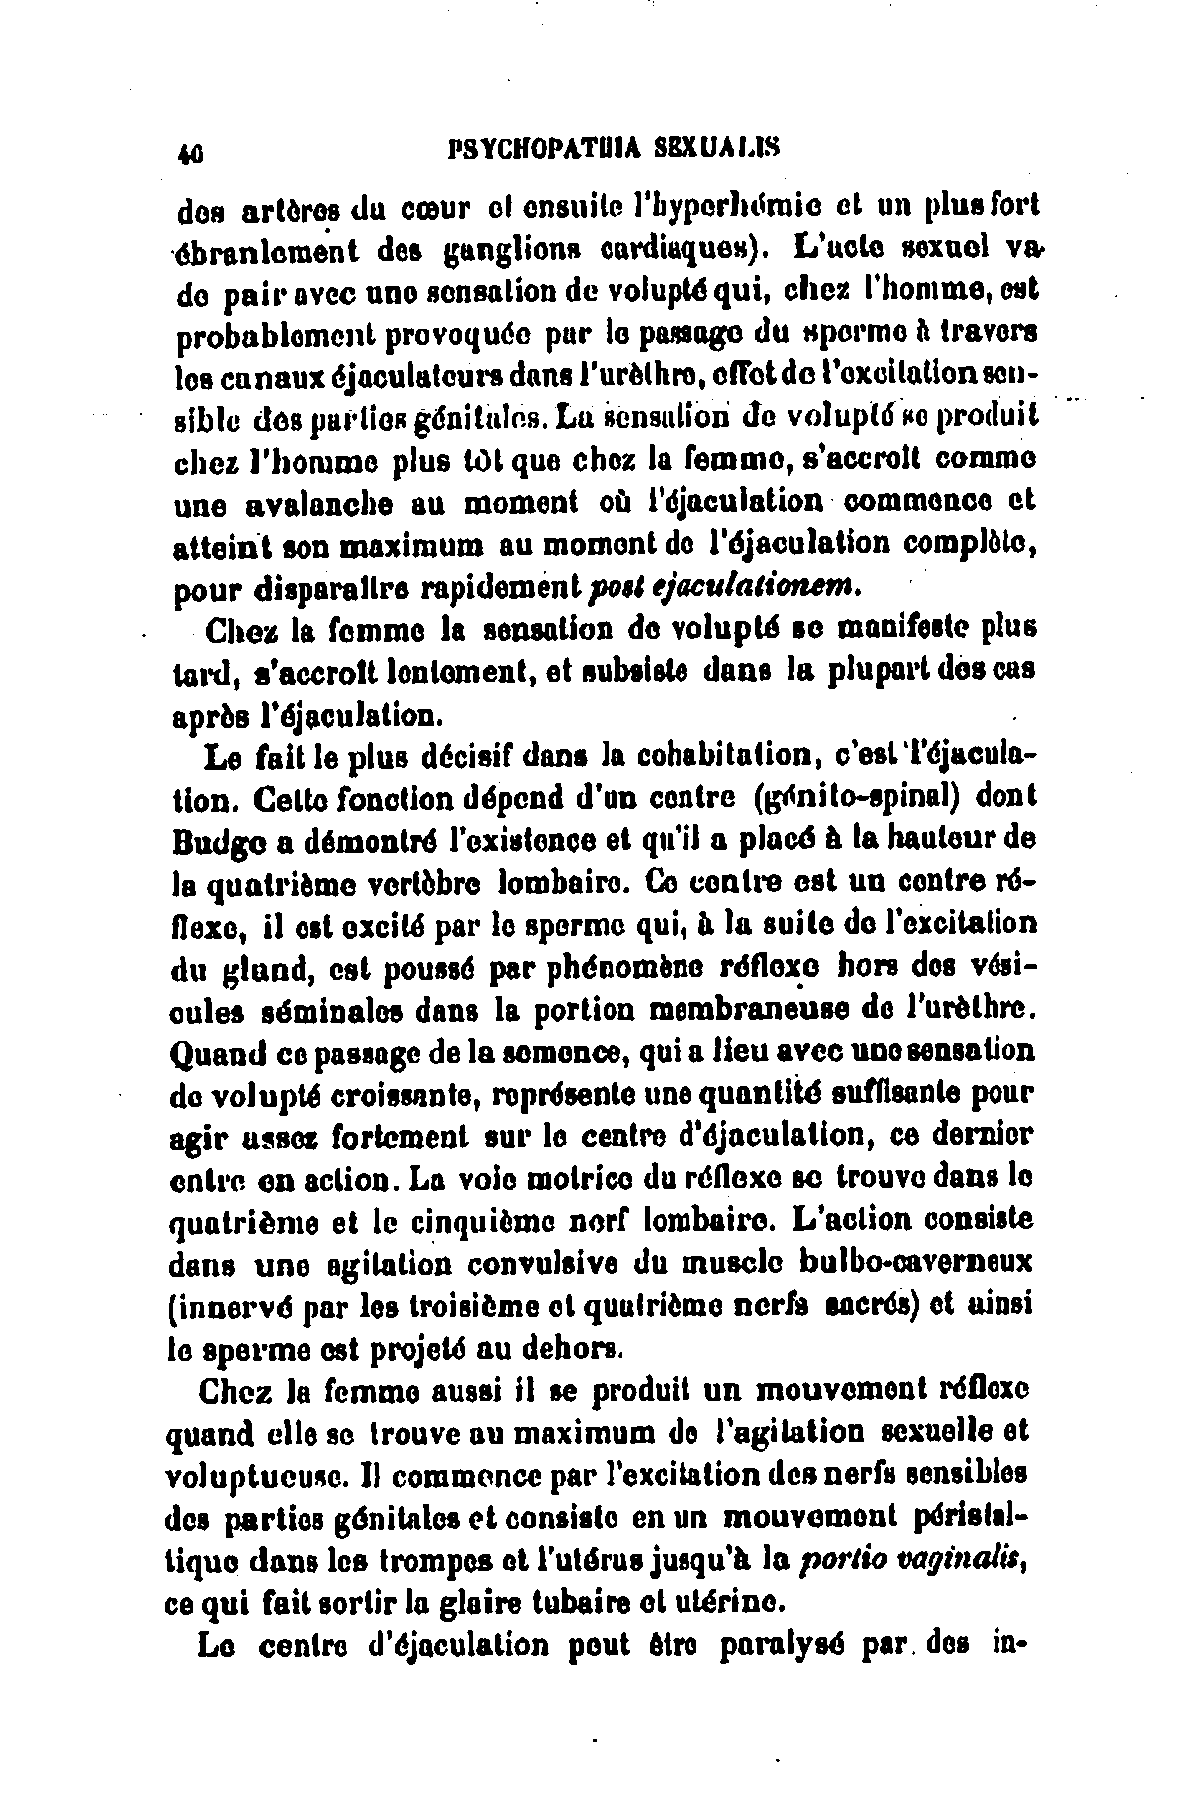 40 PSYCHOPATHIA SEXUALIS
des artères du cœur et ensuite l'hyperhémie et un plus fort
ébranlement des ganglions cardiaques). L'acte sexuel va
de pair avec une sensation de volupté qui, chez l'homme, est
probablement provoquée par le passage du sperme à travers
les canaux éjaculateurs dans l'urèthre, effet de l'excitation sen-
sible des parties génitales. La sensation de volupté se produit
chez l'homme plus tôt que chez la femme, s'accroît comme
une avalanche au moment où l'éjaculation commence et
atteint son maximum au moment de l'éjaculation complète,
pour disparaître rapidement post ejaculationem.
Chez la femme la sensation de volupté se manifeste plus
tard, s'accroît lentement, et subsiste dans la plupart des cas
après l'éjaculation.
Le fait le plus décisif dans la cohabitation, c'est l'éjacula-
tion. Cette fonction dépend d'un centre (génito-spinal) dont
Budge a démontré l'existence et qu'il a placé à la hauteur de
la quatrième vertèbre lombaire. Ce centre est un centre ré-
flexe, il est excité par le sperme qui, à la suite de l'excitation
du gland, est poussé par phénomène réflexe hors des vési-
cules séminales dans la portion membraneuse de l'urèthre.
Quand ce passage de la semence, qui a lieu avec une sensation
de volupté croissante, représente une quantité suffisante pour
agir assez fortement sur le centre d'éjaculation, ce dernier
entre en action. La voie motrice du réflexe se trouve dans le
quatrième et le cinquième nerf lombaire. L'action consiste
dans une agitation convulsive du muscle bulbo-caverneux
(innervé par les troisième et quatrième nerfs sacrés) et ainsi
le sperme est projeté au dehors.
Chez la femme aussi il se produit un mouvement réflexe
quand elle se trouve au maximum de l'agitation sexuelle et
voluptueuse. Il commence par l'excitation des nerfs sensibles
des parties génitales et consiste en un mouvement péristal-
tique dans les trompes et l'utérus jusqu'à la portio vaginalis,
ce qui fait sortir la glaire tubaire et utérine.
Le centre d'éjaculation peut être paralysé par des in-